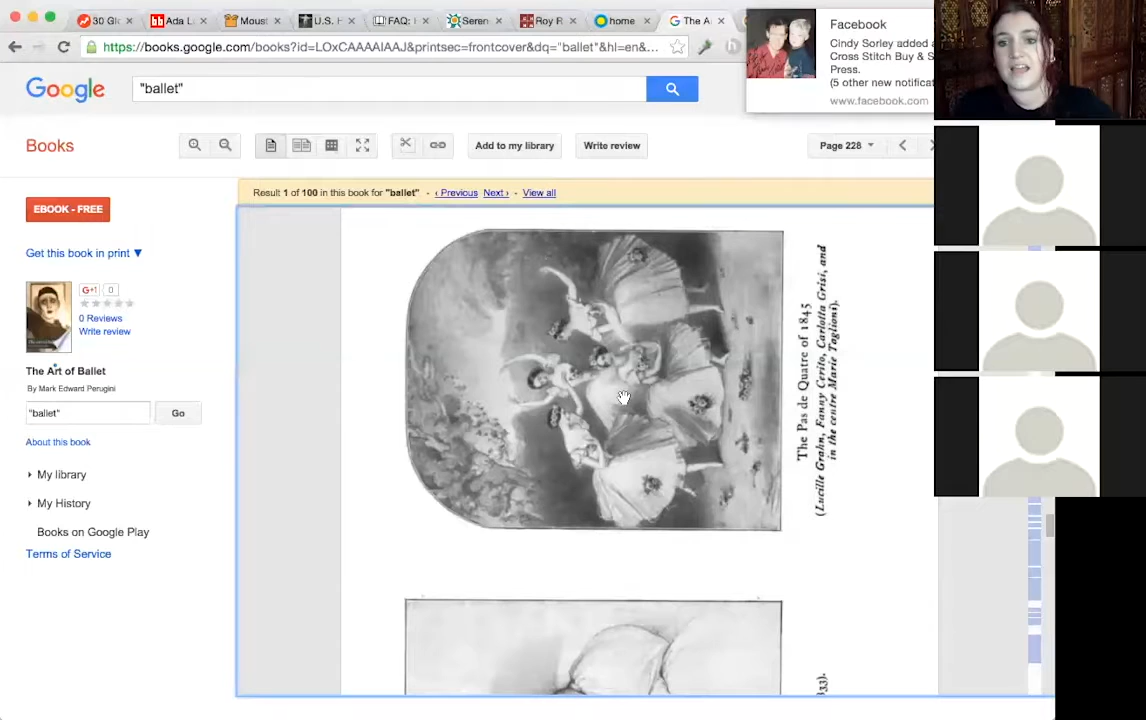 30 Gl
Ada L
Moust
U.S. H
FAQ:
Seren
Roy R
home
The A
https://books.google.com/books?id=LOxCAAAAIAAJ&printsec=frontcover&dq="ballet"&hl=en&...
Facebook
Cindy Sorley added
Cross Stitch Buy & S
Press.
(5 other new notificat
www.facebook.com
Google
"ballet"
Books
Add to my library
Write review
Page 228
Result 1 of 100 in this book for "ballet" - ‹ Previous Next › - View all
EBOOK - FREE
Get this book in print ▼
G+1 0
0 Reviews
Write review
The Art of Ballet
By Mark Edward Perugini
"ballet"
Go
About this book
My library
My History
Books on Google Play
Terms of Service
The Pas de Quatre of 1845
(Lucille Grahn, Fanny Cerito, Carlotta Grisi, and
in the centre Marie Taglioni).
33).